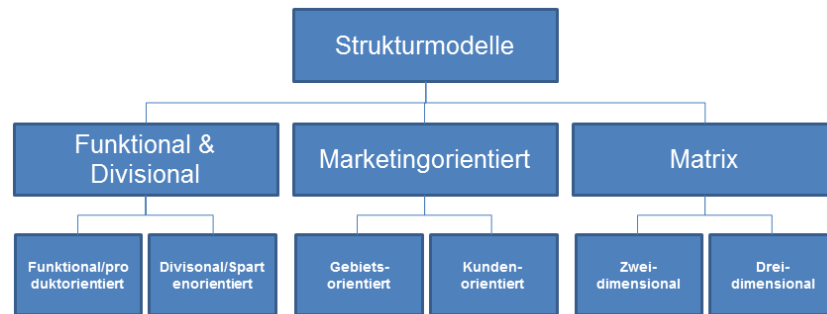 Strukturmodelle
Funktional &
Divisional
Marketingorientiert
Matrix
Funktional/pro
duktorientiert
Divisonal/Spart
enorientiert
Gebiets-
orientiert
Kunden-
orientiert
Zwei-
dimensional
Drei-
dimensional